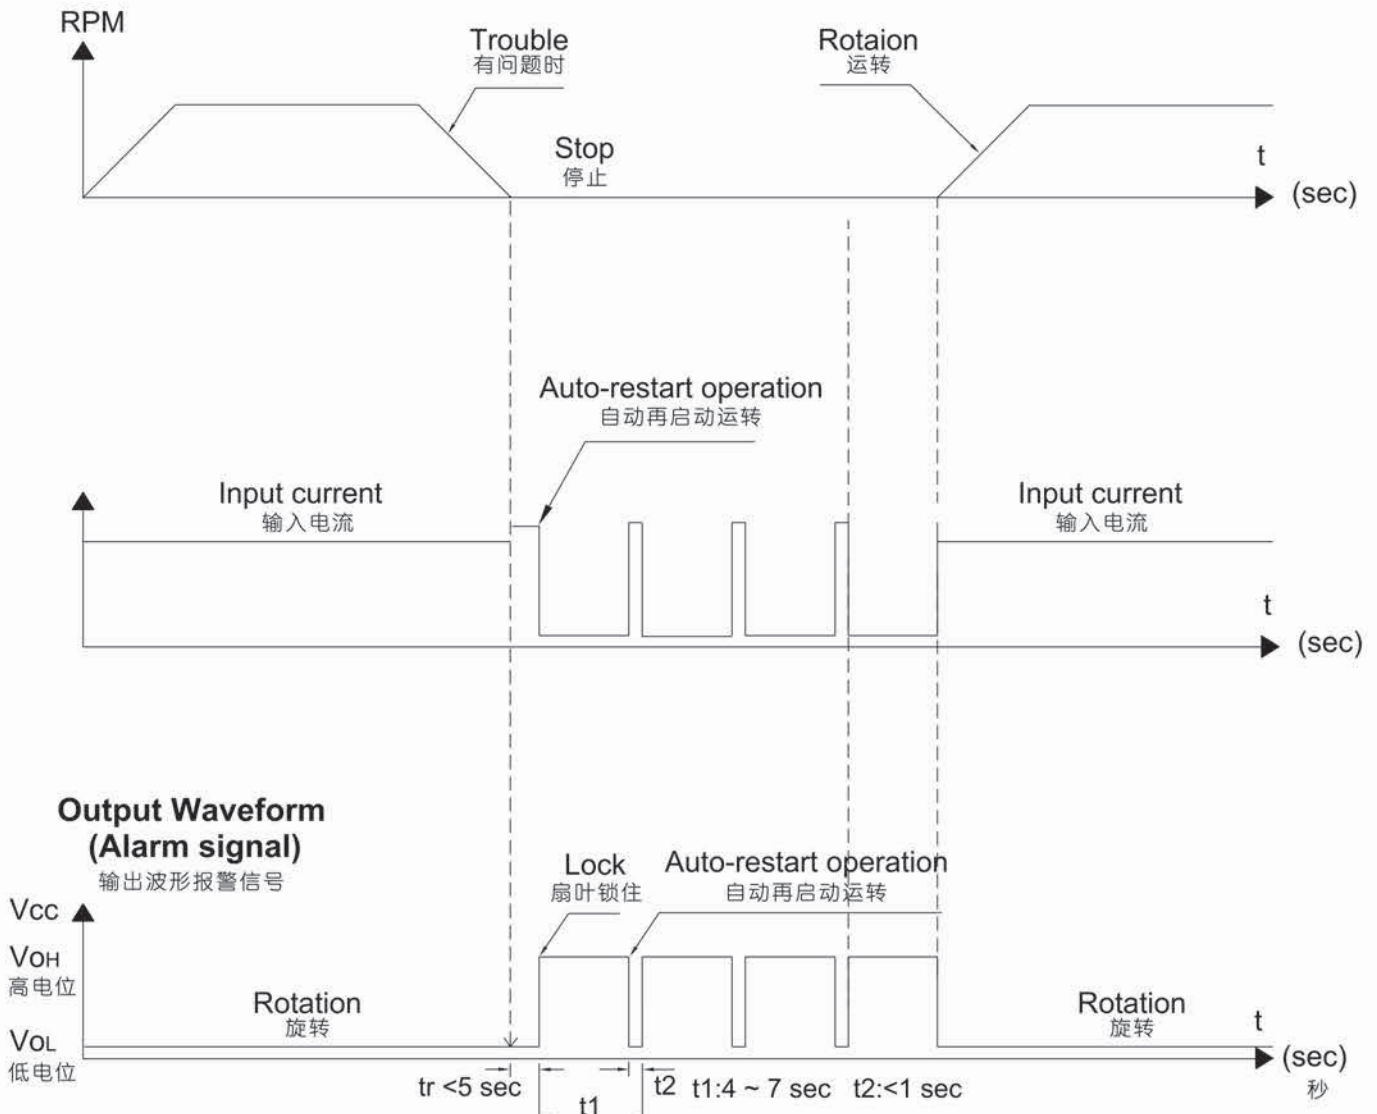 RPM
Trouble
有问题时
Rotaion
运转
Stop
停止
t
(sec)
Auto-restart operation
自动再启动运转
Input current
输入电流
Input current
输入电流
t
(sec)
Output Waveform
(Alarm signal)
输出波形报警信号
Lock
扇叶锁住
Auto-restart operation
自动再启动运转
Vcc
VOH
高电位
Rotation
旋转
Rotation
旋转
VOL
低电位
t
(sec)
秒
tr <5 sec
t1
t2
t1:4 ~ 7 sec
t2:<1 sec